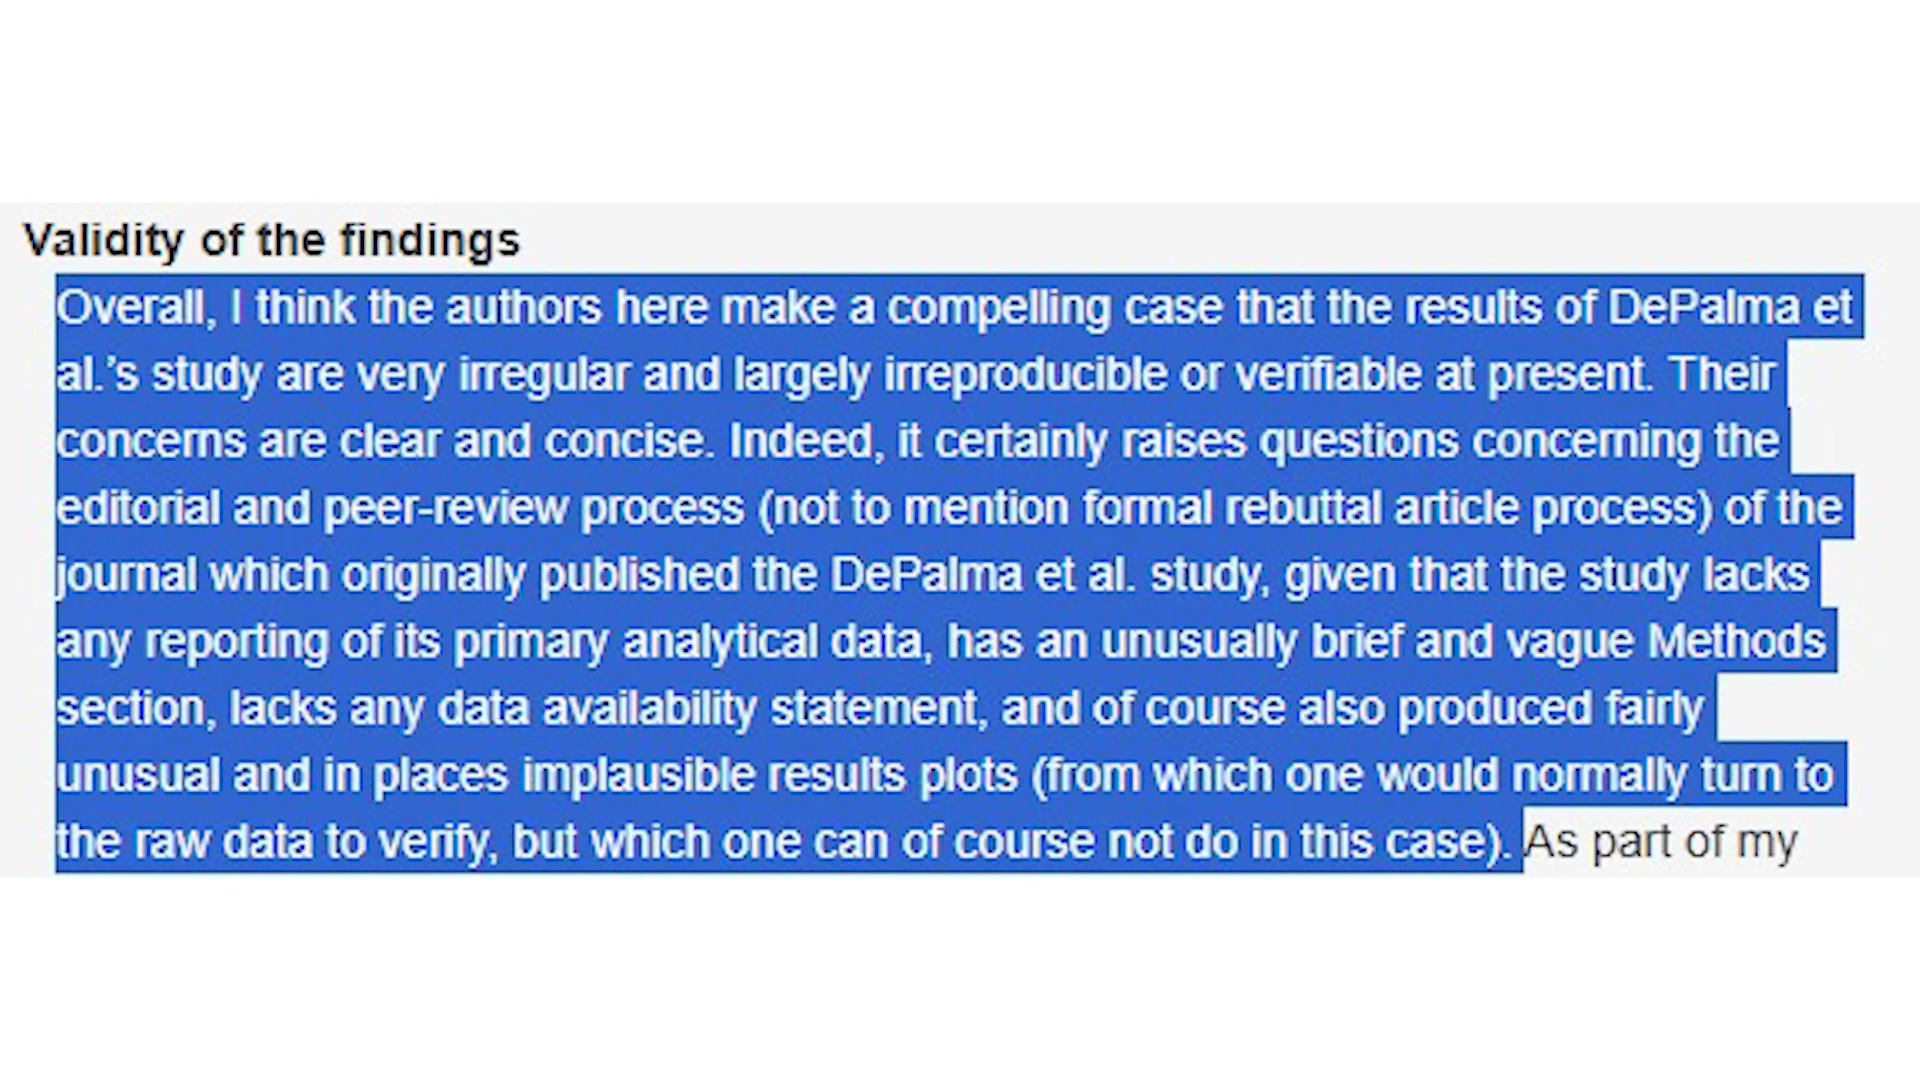 Validity of the findings
Overall, I think the authors here make a compelling case that the results of DePalma et
al.’s study are very irregular and largely irreproducible or verifiable at present. Their
concerns are clear and concise. Indeed, it certainly raises questions concerning the
editorial and peer-review process (not to mention formal rebuttal article process) of the
journal which originally published the DePalma et al. study, given that the study lacks
any reporting of its primary analytical data, has an unusually brief and vague Methods
section, lacks any data availability statement, and of course also produced fairly
unusual and in places implausible results plots (from which one would normally turn to
the raw data to verify, but which one can of course not do in this case). As part of my